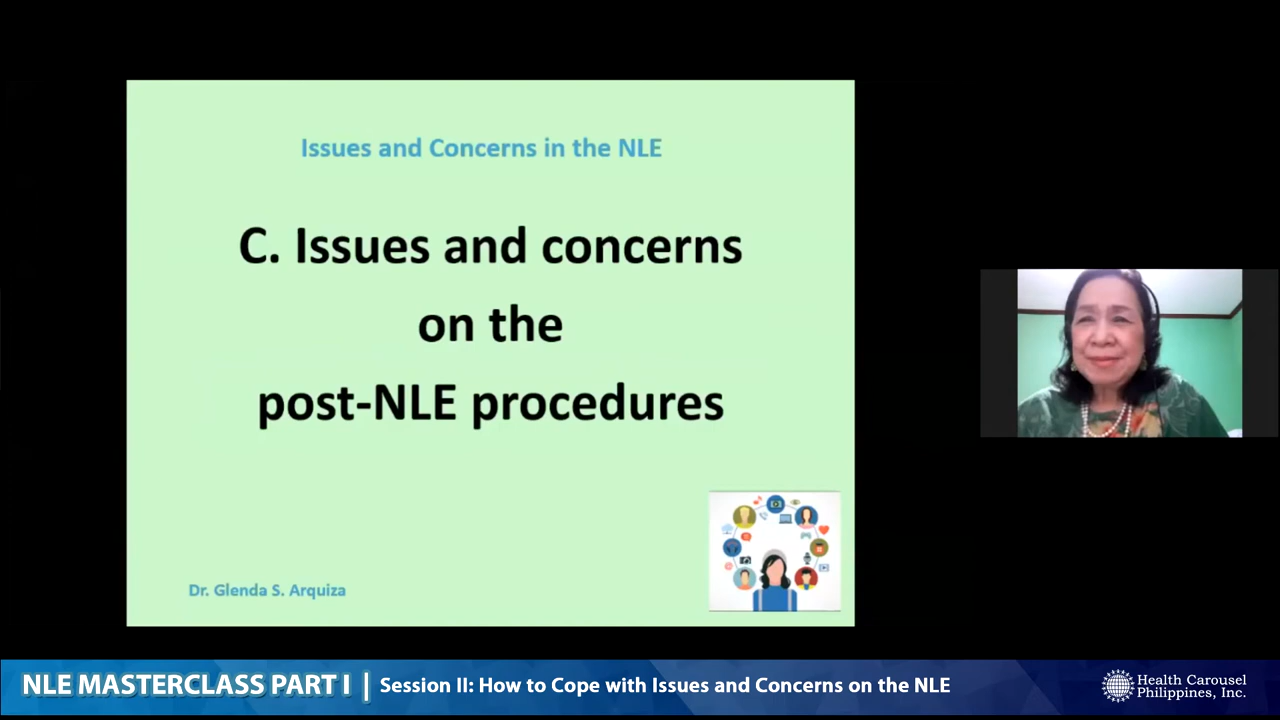 Issues and Concerns in the NLE
C. Issues and concerns
on the
post-NLE procedures
Dr. Glenda S. Arquiza
NLE MASTERCLASS PART I | Session II: How to Cope with Issues and Concerns on the NLE
Health Carousel
Philippines, Inc.